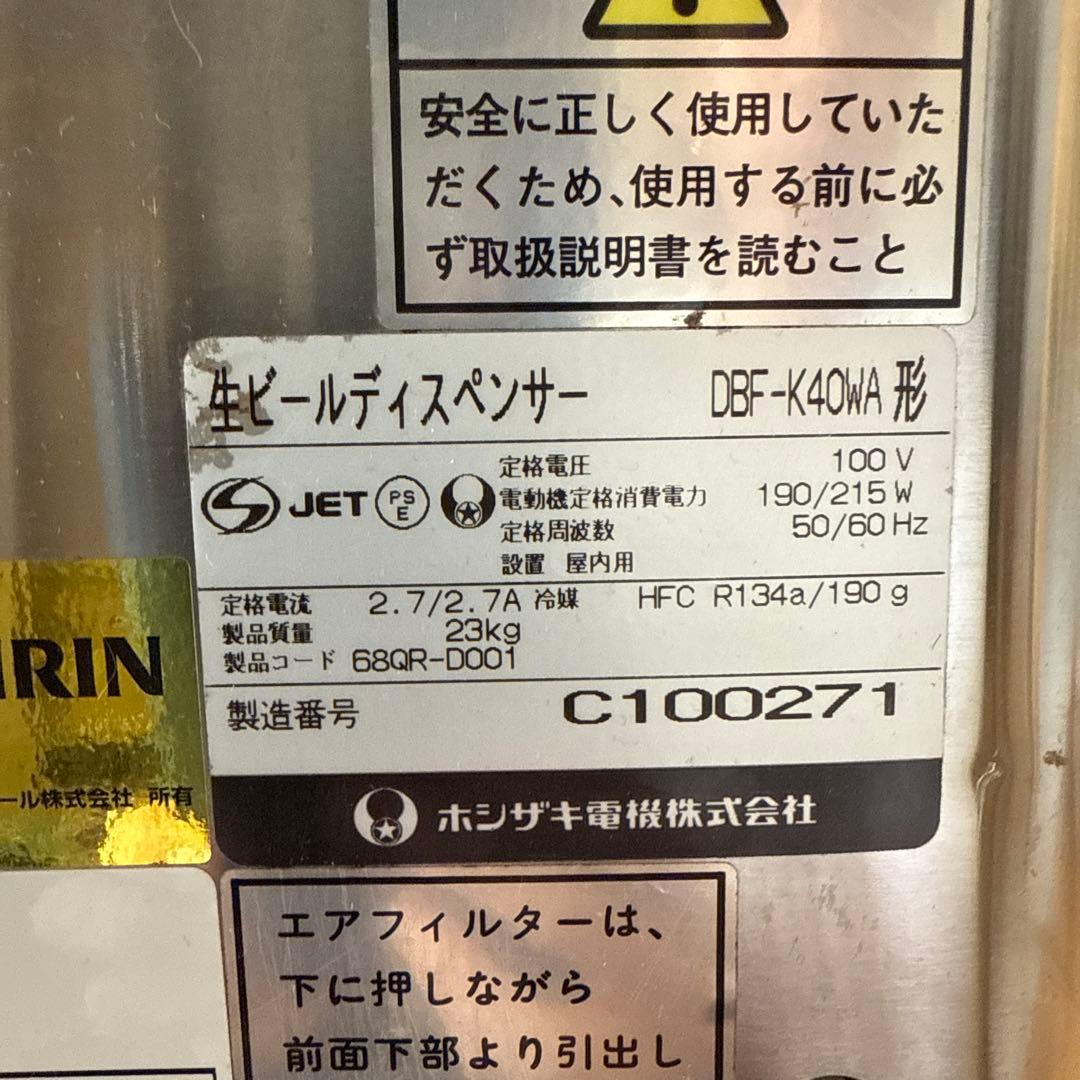 安全に正しく使用していた
だくため、使用する前に必
ず取扱説明書を読むこと
生ビールディスペンサー DBF-K40WA 形
JET PSE
定格電圧 100 V
電動機定格消費電力 190/215 W
定格周波数 50/60 Hz
設置 屋内用
定格電流 2.7/2.7A 冷媒 HFC R134a/190 g
製品質量 23kg
製品コード 68QR-D001
製造番号 C100271
ホシザキ電機株式会社
IRIN
ール株式会社 所有
エアフィルターは、
下に押しながら
前面下部より引出し